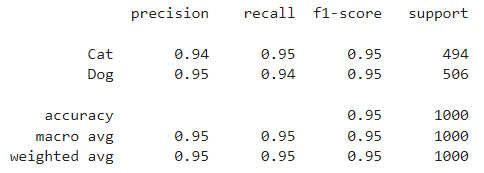 precision recall f1-score support
Cat 0.94 0.95 0.95 494
Dog 0.95 0.94 0.95 506
accuracy 0.95 1000
macro avg 0.95 0.95 0.95 1000
weighted avg 0.95 0.95 0.95 1000